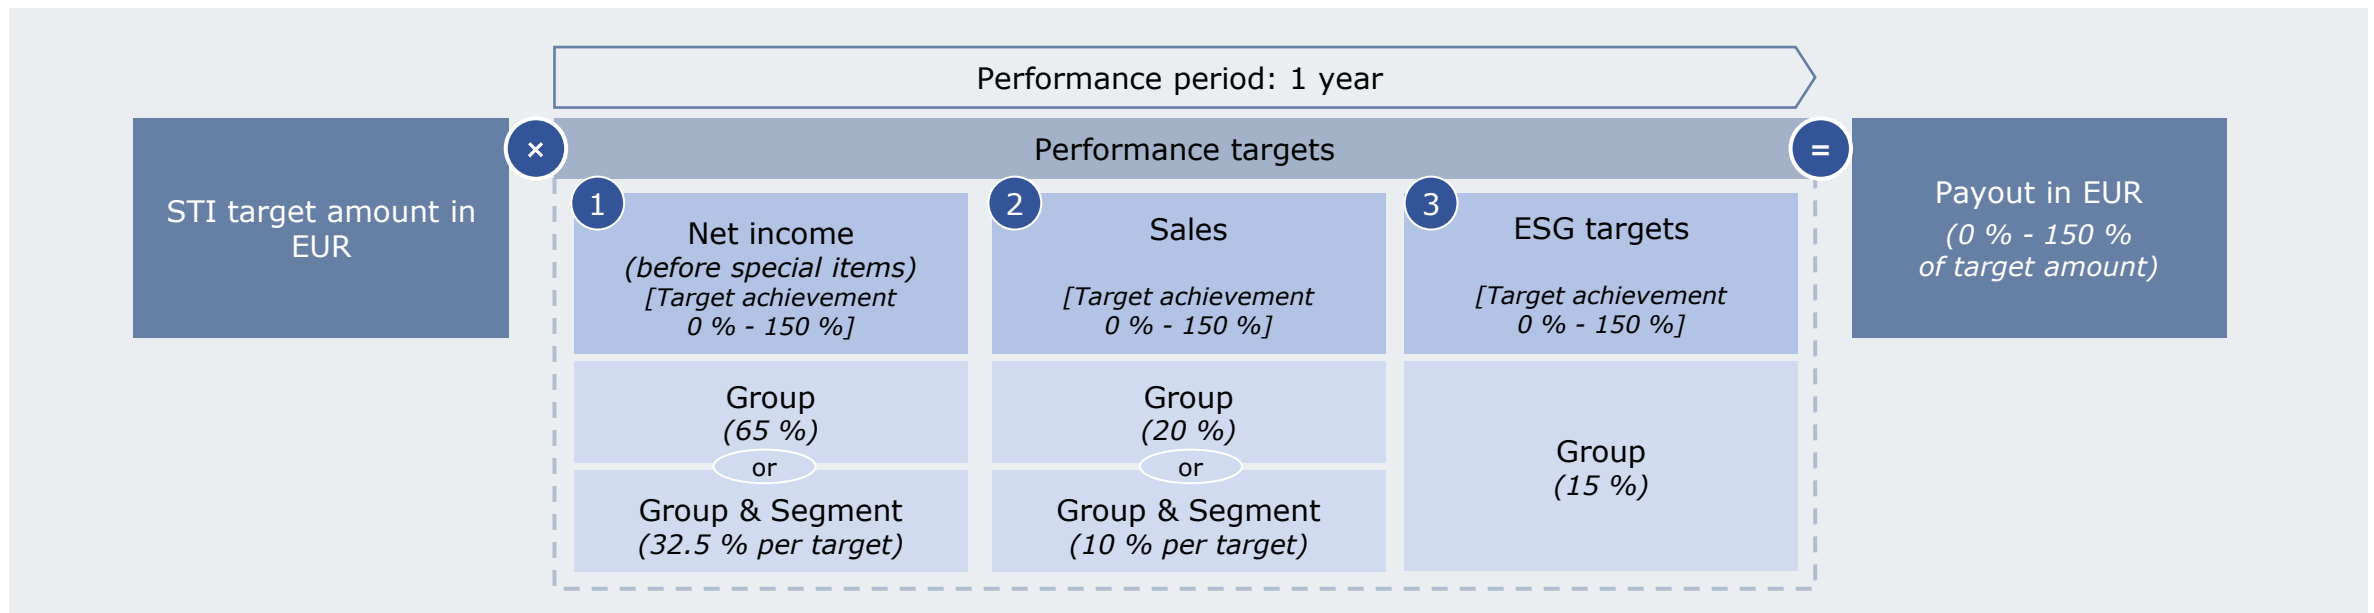 Performance period: 1 year
STI target amount in
EUR
×
Performance targets
=
Payout in EUR
(0 % - 150 %
of target amount)
1
Net income
(before special items)
[Target achievement
0 % - 150 %]
2
Sales
[Target achievement
0 % - 150 %]
3
ESG targets
[Target achievement
0 % - 150 %]
Group
(65 %)
or
Group & Segment
(32.5 % per target)
Group
(20 %)
or
Group & Segment
(10 % per target)
Group
(15 %)